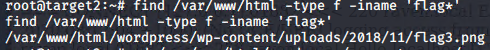 root@target2:~# find /var/www/html -type f -iname 'flag*'
find /var/www/html -type f -iname 'flag*'
/var/www/html/wordpress/wp-content/uploads/2018/11/flag3.png